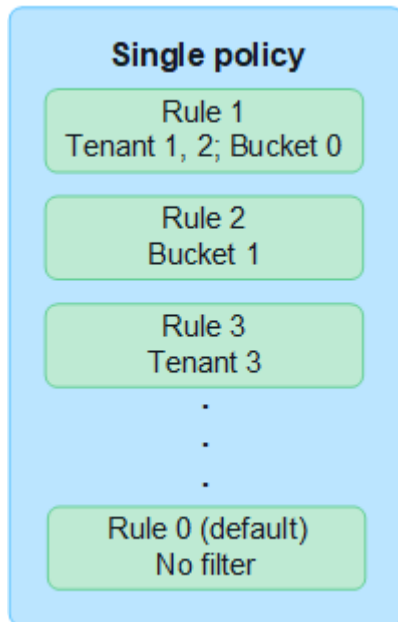 Single policy
Rule 1
Tenant 1, 2; Bucket 0
Rule 2
Bucket 1
Rule 3
Tenant 3
.
.
.
Rule 0 (default)
No filter